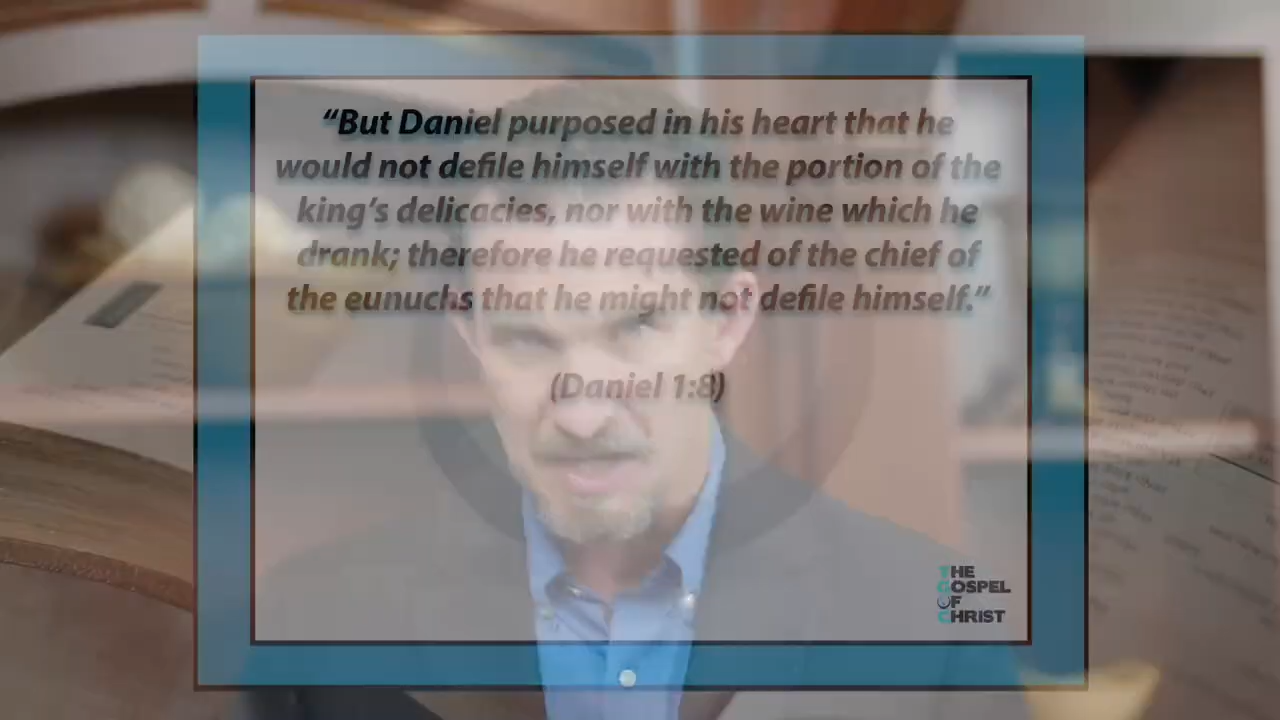 “But Daniel purposed in his heart that he
would not defile himself with the portion of the
king’s delicacies, nor with the wine which he
drank; therefore he requested of the chief of
the eunuchs that he might not defile himself.”
(Daniel 1:8)
THE
GOSPEL
OF
CHRIST